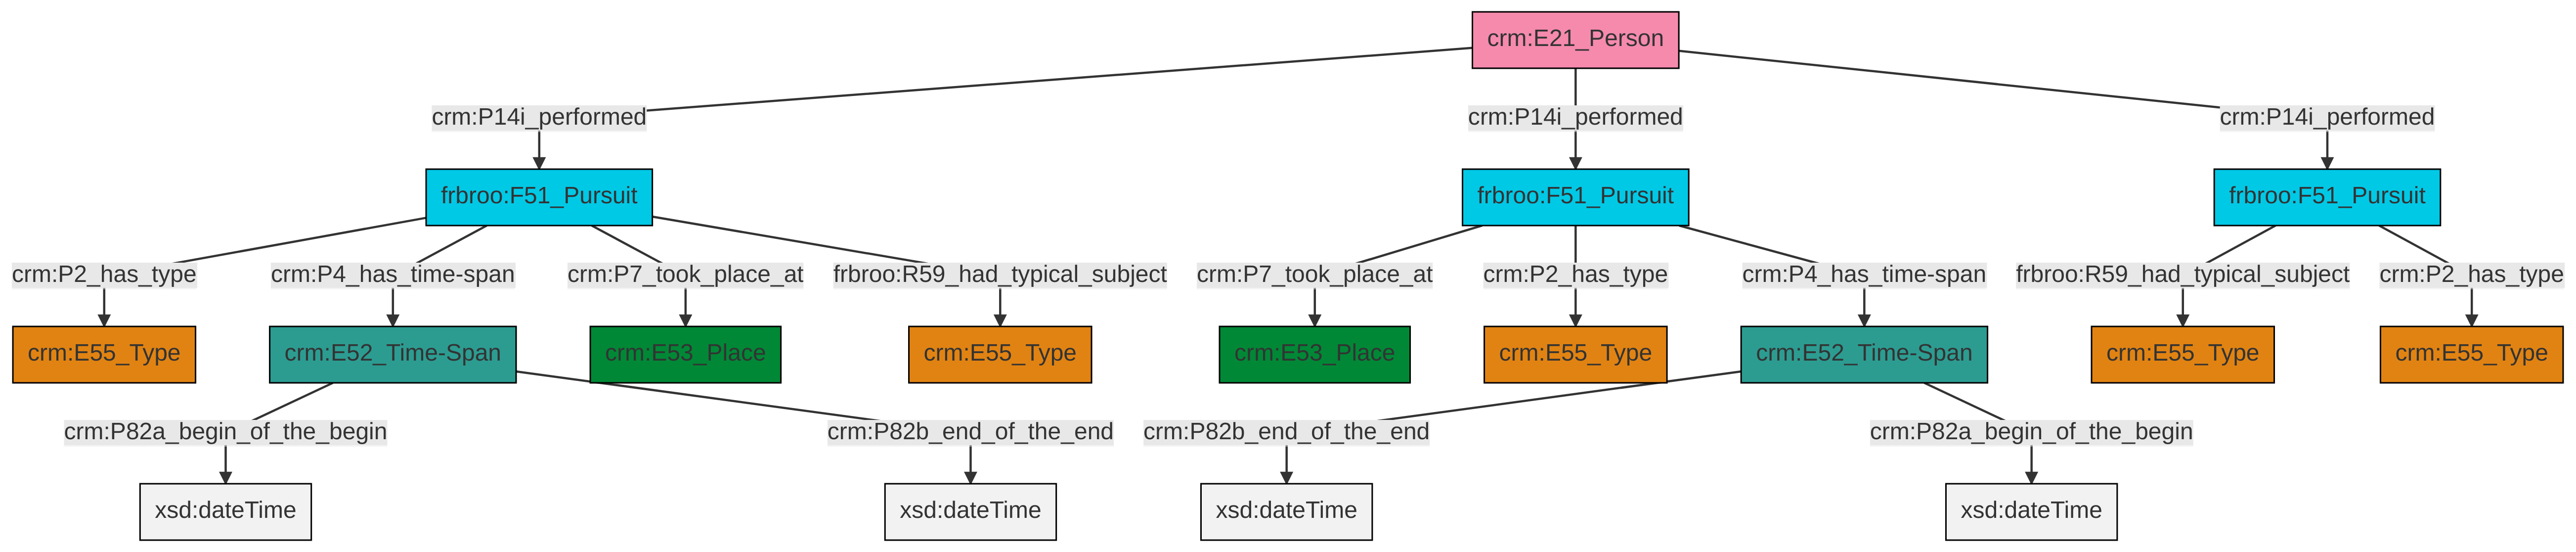 crm:E21_Person
crm:P14i_performed crm:P14i_performed crm:P14i_performed
frbroo:F51_Pursuit frbroo:F51_Pursuit frbroo:F51_Pursuit
crm:P2_has_type crm:P4_has_time-span crm:P7_took_place_at frbroo:R59_had_typical_subject crm:P7_took_place_at crm:P2_has_type crm:P4_has_time-span frbroo:R59_had_typical_subject crm:P2_has_type
crm:E55_Type crm:E52_Time-Span crm:E53_Place crm:E55_Type crm:E53_Place crm:E55_Type crm:E52_Time-Span crm:E55_Type crm:E55_Type
crm:P82a_begin_of_the_begin crm:P82b_end_of_the_end crm:P82b_end_of_the_end crm:P82a_begin_of_the_begin
xsd:dateTime xsd:dateTime xsd:dateTime xsd:dateTime